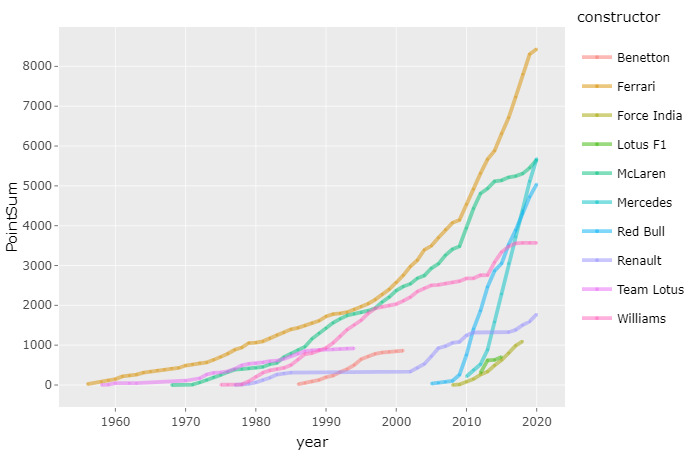 constructor
Benetton
Ferrari
Force India
Lotus F1
McLaren
Mercedes
Red Bull
Renault
Team Lotus
Williams
PointSum
8000
7000
6000
5000
4000
3000
2000
1000
0
1960 1970 1980 1990 2000 2010 2020
year